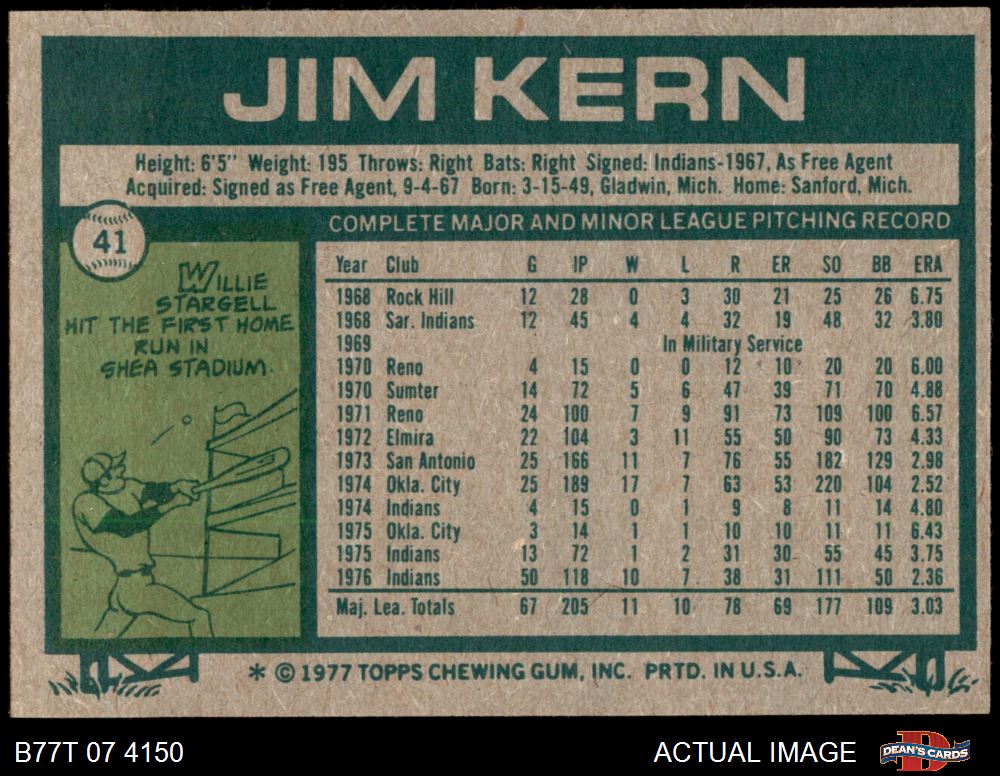 JIM KERN
Height: 6'5" Weight: 195 Throws: Right Bats: Right Signed: Indians-1967, As Free Agent
Acquired: Signed as Free Agent, 9-4-67 Born: 3-15-49, Gladwin, Mich. Home: Sanford, Mich.
41
WILLIE
STARGELL
HIT THE FIRST HOME
RUN IN
SHEA STADIUM.
COMPLETE MAJOR AND MINOR LEAGUE PITCHING RECORD
Year Club G IP W L R ER SO BB ERA
1968 Rock Hill 12 28 0 3 30 21 25 26 6.75
1968 Sar. Indians 12 45 4 4 32 19 48 32 3.80
1969 In Military Service
1970 Reno 4 15 0 0 12 10 20 20 6.00
1970 Sumter 14 72 5 6 47 39 71 70 4.88
1971 Reno 24 100 7 9 91 73 109 100 6.57
1972 Elmira 22 104 3 11 55 50 90 73 4.33
1973 San Antonio 25 166 11 7 76 55 182 129 2.98
1974 Okla. City 25 189 17 7 63 53 220 104 2.52
1974 Indians 4 15 0 1 9 8 11 14 4.80
1975 Okla. City 3 14 1 1 10 10 11 11 6.43
1975 Indians 13 72 1 2 31 30 55 45 3.75
1976 Indians 50 118 10 7 38 31 111 50 2.36
Maj. Lea. Totals 67 205 11 10 78 69 177 109 3.03
* © 1977 TOPPS CHEWING GUM, INC. PRTD. IN U.S.A.
B77T 07 4150
ACTUAL IMAGE
DEAN'S CARDS